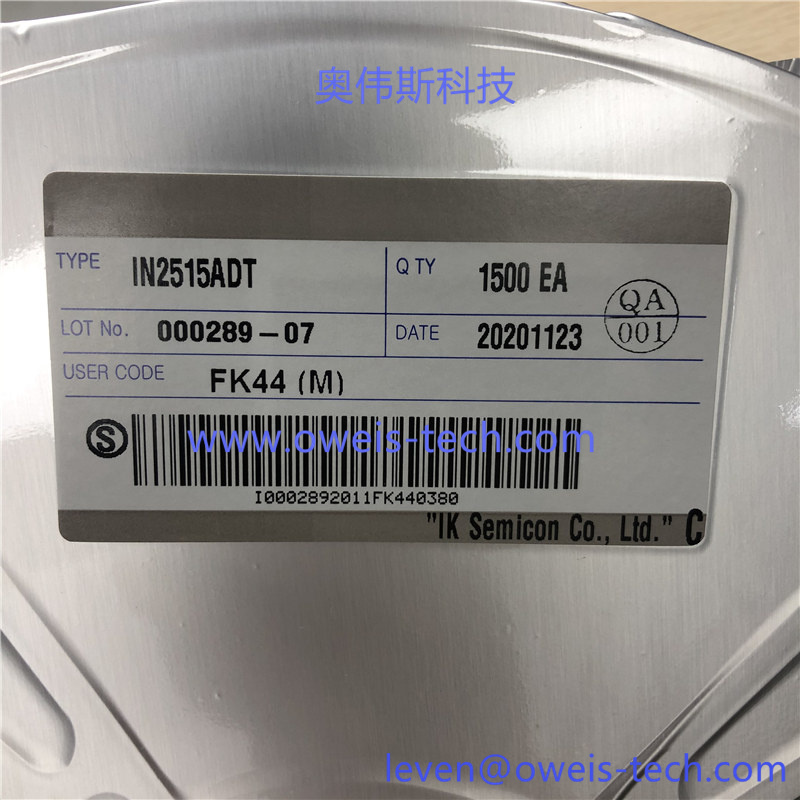 奥伟斯科技
TYPE IN2515ADT Q TY 1500 EA
QA
001
LOT No. 000289-07 DATE 20201123
USER CODE FK44 (M)
S
www.oweis-tech.com
I0002892011FK440380
"IK Semicon Co., Ltd." C
leven@oweis-tech.com